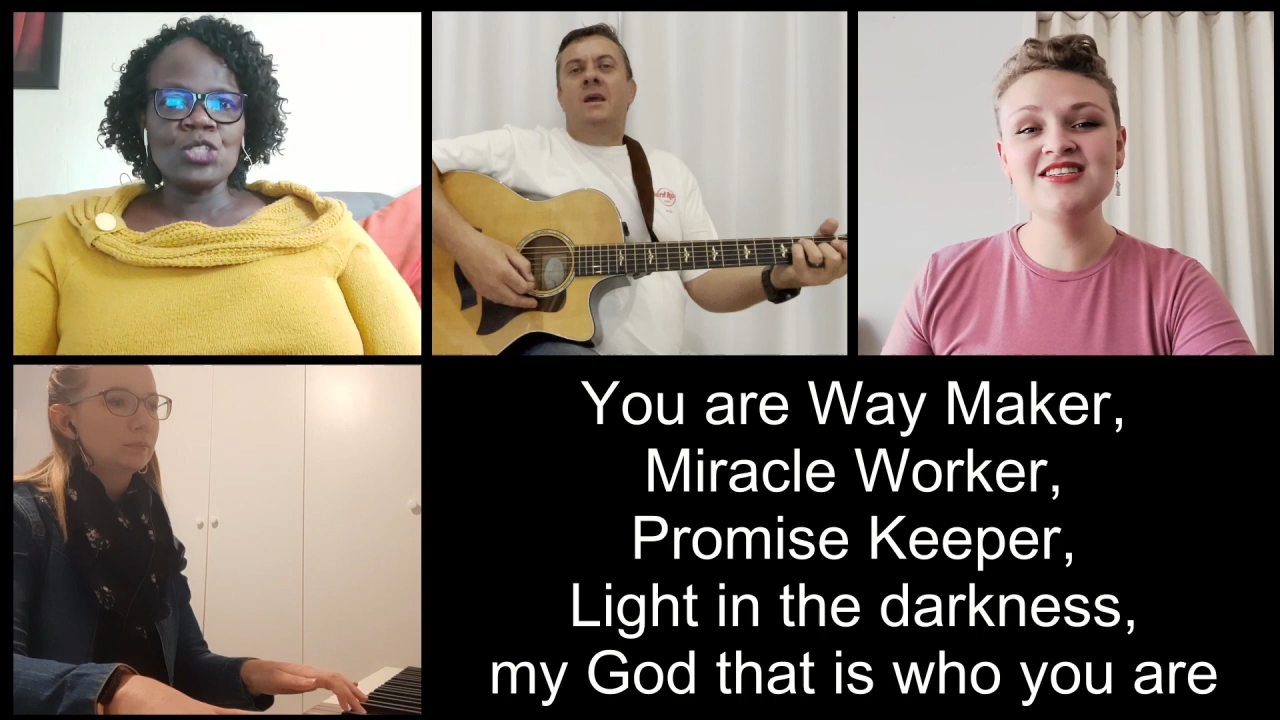 You are Way Maker,
Miracle Worker,
Promise Keeper,
Light in the darkness,
my God that is who you are